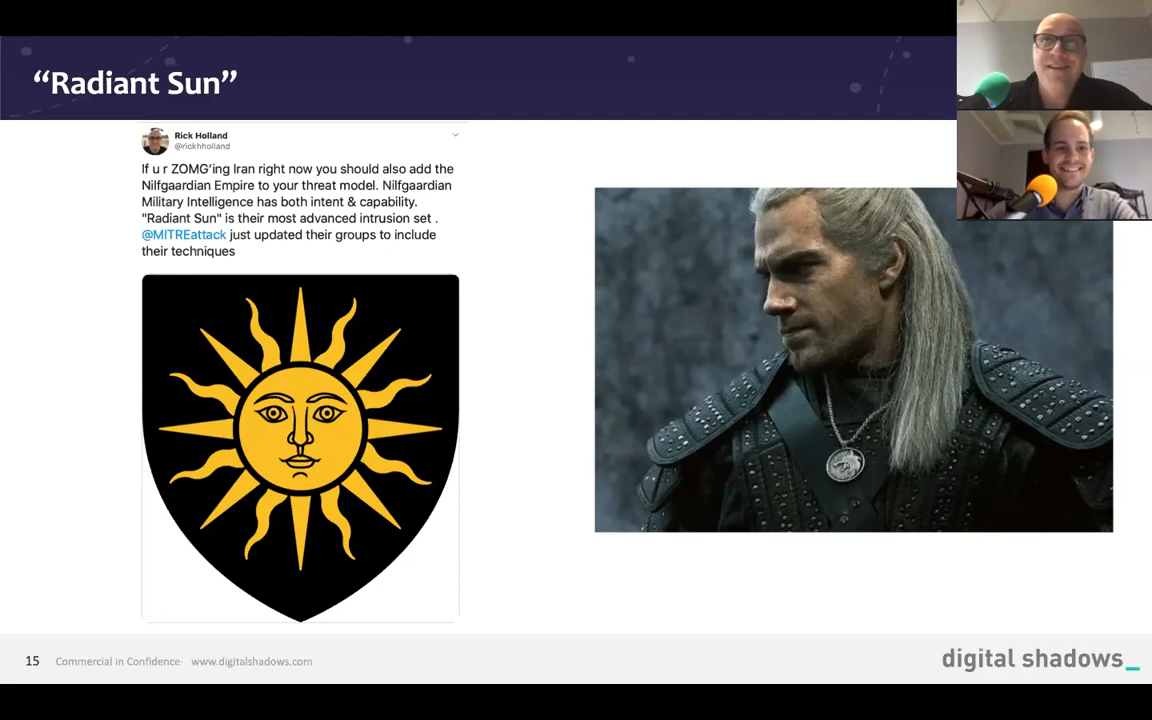 “Radiant Sun”
Rick Holland
@rickhholland
If u r ZOMG'ing Iran right now you should also add the
Nilfgaardian Empire to your threat model. Nilfgaardian
Military Intelligence has both intent & capability.
"Radiant Sun" is their most advanced intrusion set .
@MITREattack just updated their groups to include
their techniques
15 Commercial in Confidence· www.digitalshadows.com
digital shadows_